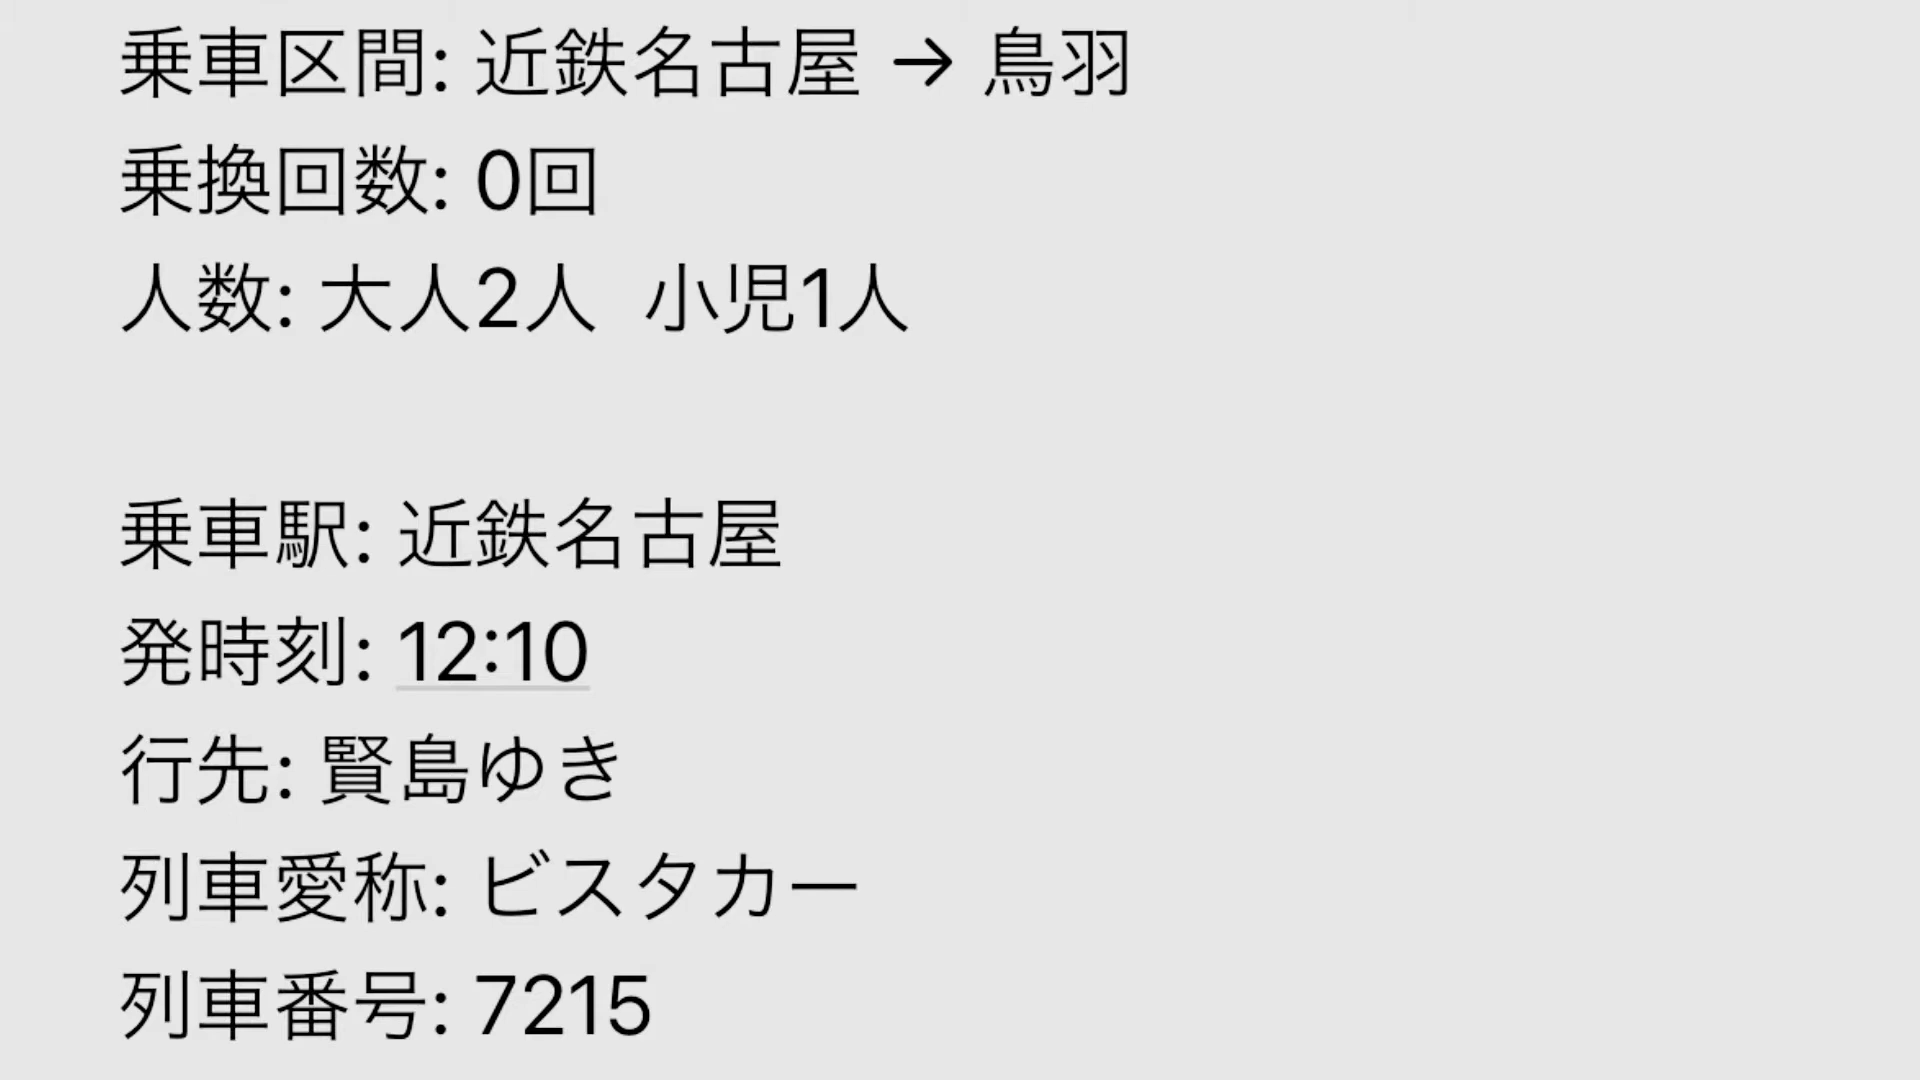 乗車区間: 近鉄名古屋 → 鳥羽
乗換回数: 0回
人数: 大人2人 小児1人
乗車駅: 近鉄名古屋
発時刻: 12:10
行先: 賢島ゆき
列車愛称: ビスタカー
列車番号: 7215